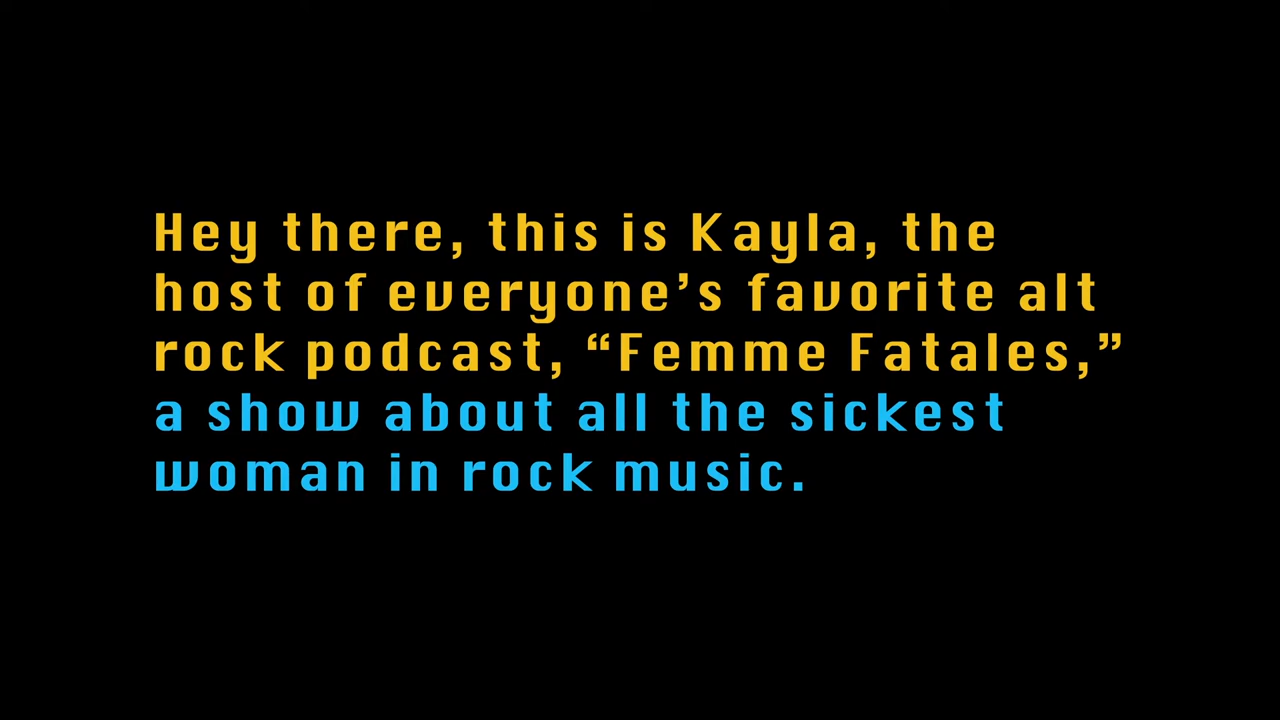 Hey there, this is Kayla, the
host of everyone’s favorite alt
rock podcast, “Femme Fatales,”
a show about all the sickest
woman in rock music.